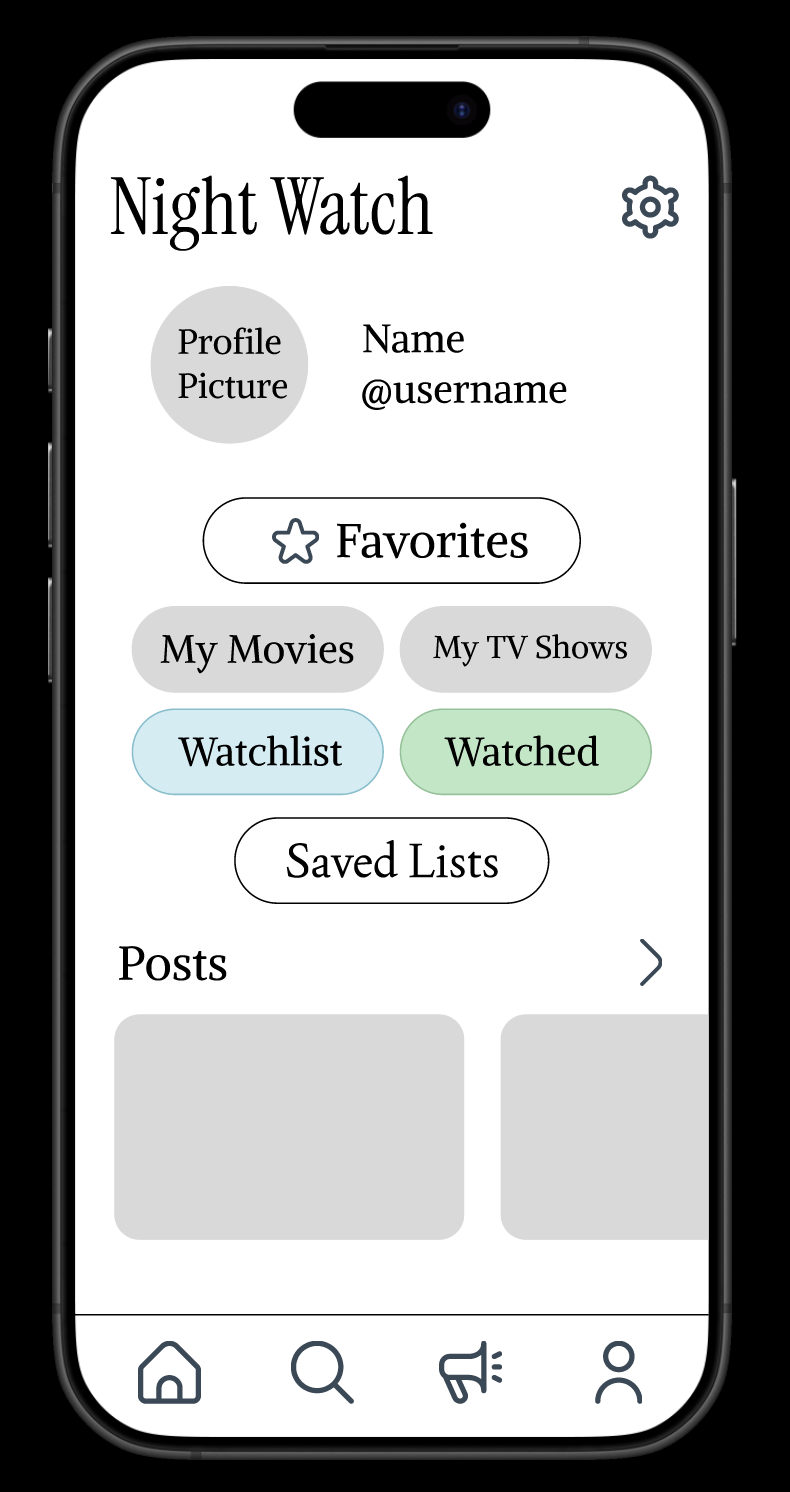 Night Watch
Profile
Picture
Name
@username
Favorites
My Movies
My TV Shows
Watchlist
Watched
Saved Lists
Posts